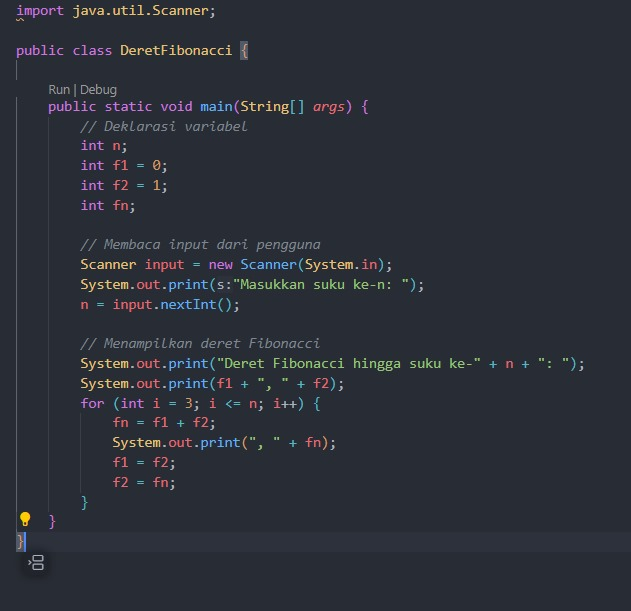 import java.util.Scanner;
public class DeretFibonacci {
Run | Debug
public static void main(String[] args) {
// Deklarasi variabel
int n;
int f1 = 0;
int f2 = 1;
int fn;
// Membaca input dari pengguna
Scanner input = new Scanner(System.in);
System.out.print(s:"Masukkan suku ke-n: ");
n = input.nextInt();
// Menampilkan deret Fibonacci
System.out.print("Deret Fibonacci hingga suku ke-" + n + ": ");
System.out.print(f1 + ", " + f2);
for (int i = 3; i <= n; i++) {
fn = f1 + f2;
System.out.print(", " + fn);
f1 = f2;
f2 = fn;
}
}
}